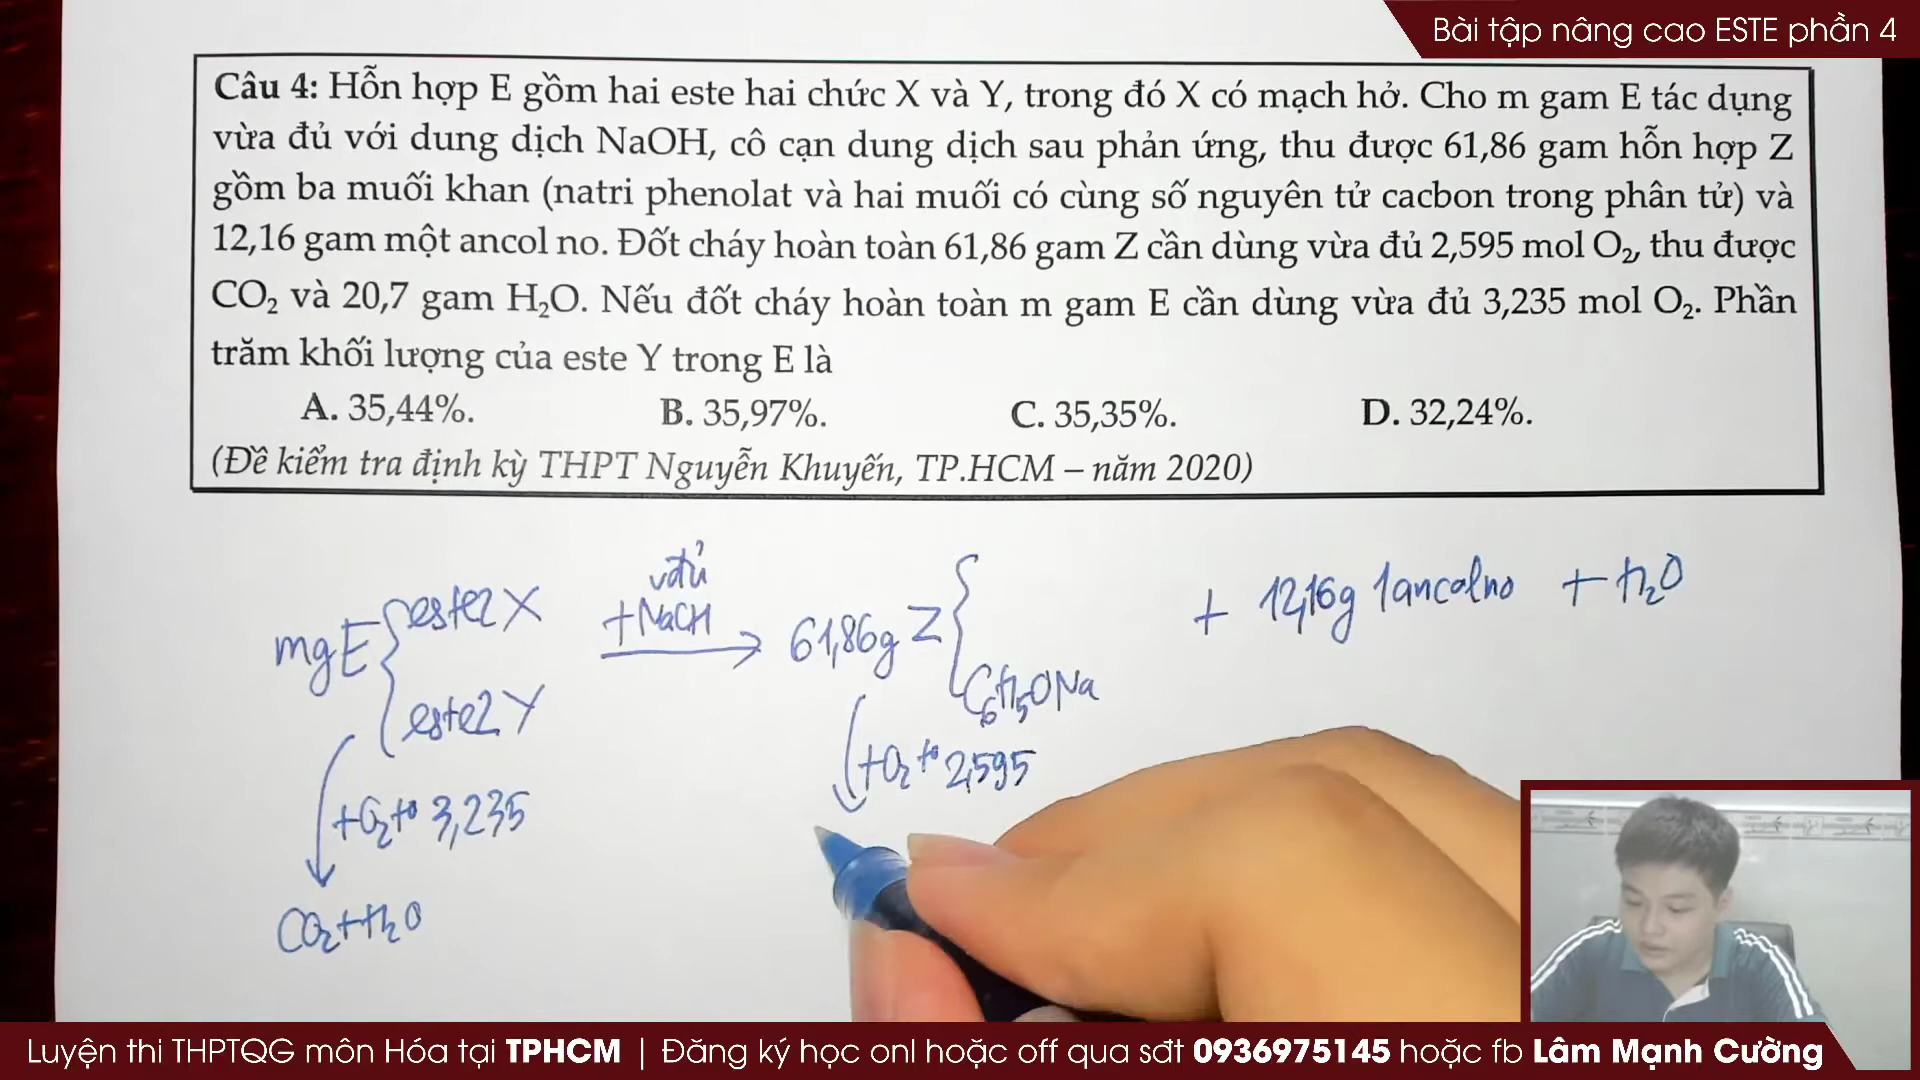 Bài tập nâng cao ESTE phần 4
Câu 4: Hỗn hợp E gồm hai este hai chức X và Y, trong đó X có mạch hở. Cho m gam E tác dụng
vừa đủ với dung dịch NaOH, cô cạn dung dịch sau phản ứng, thu được 61,86 gam hỗn hợp Z
gồm ba muối khan (natri phenolat và hai muối có cùng số nguyên tử cacbon trong phân tử) và
12,16 gam một ancol no. Đốt cháy hoàn toàn 61,86 gam Z cần dùng vừa đủ 2,595 mol O₂, thu được
CO₂ và 20,7 gam H₂O. Nếu đốt cháy hoàn toàn m gam E cần dùng vừa đủ 3,235 mol O₂. Phần
trăm khối lượng của este Y trong E là
A. 35,44%. B. 35,97%. C. 35,35%. D. 32,24%.
(Đề kiểm tra định kỳ THPT Nguyễn Khuyến, TP.HCM – năm 2020)
mgE { este2 X
este2 Y
vđủ
+NaOH
61,86g Z {
C₆H₅ONa
+ 12,16g 1 ancol no + H₂O
+O₂ t° 3,235
CO₂ + H₂O
+O₂ t° 2,595
Luyện thi THPTQG môn Hóa tại TPHCM | Đăng ký học onl hoặc off qua sđt 0936975145 hoặc fb Lâm Mạnh Cường